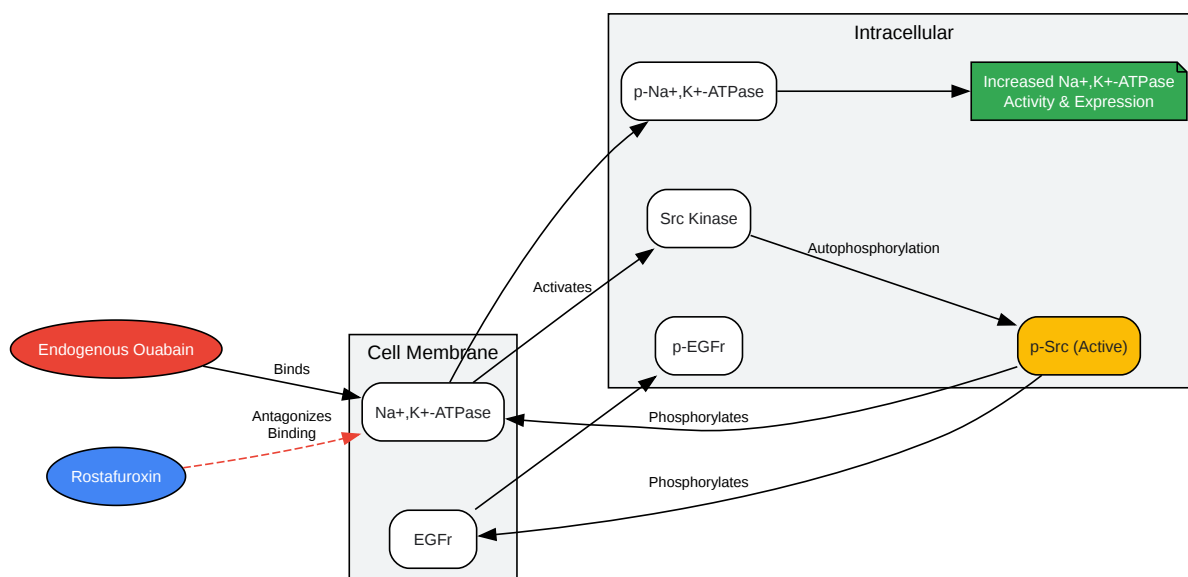 Intracellular
p-Na+,K+-ATPase
Increased Na+,K+-ATPase
Activity & Expression
Src Kinase
Autophosphorylation
Activates
Endogenous Ouabain
Cell Membrane
p-EGFr
p-Src (Active)
Binds
Na+,K+-ATPase
Antagonizes
Binding
Phosphorylates
Rostafuroxin
Phosphorylates
EGFr